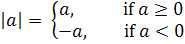 |a| = { a, if a ≥ 0
−a, if a < 0